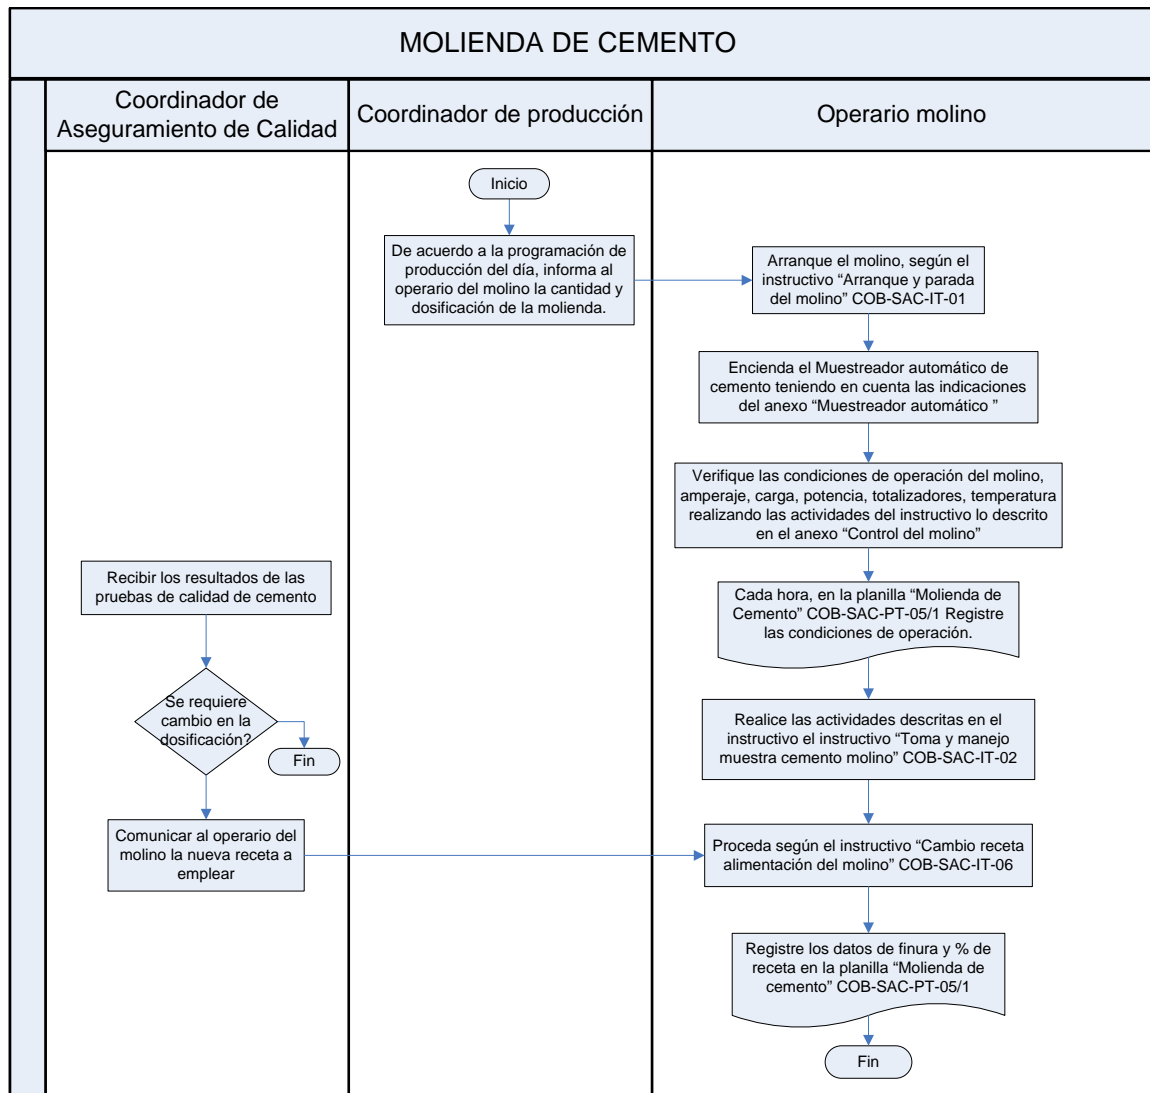 MOLIENDA DE CEMENTO
Coordinador de
Aseguramiento de Calidad
Coordinador de producción
Operario molino
Inicio
De acuerdo a la programación de
producción del día, informa al
operario del molino la cantidad y
dosificación de la molienda.
Arranque el molino, según el
instructivo “Arranque y parada
del molino” COB-SAC-IT-01
Encienda el Muestreador automático de
cemento teniendo en cuenta las indicaciones
del anexo “Muestreador automático ”
Verifique las condiciones de operación del molino,
amperaje, carga, potencia, totalizadores, temperatura
realizando las actividades del instructivo lo descrito
en el anexo “Control del molino”
Cada hora, en la planilla “Molienda de
Cemento” COB-SAC-PT-05/1 Registre
las condiciones de operación.
Recibir los resultados de las
pruebas de calidad de cemento
Se requiere
cambio en la
dosificación?
Fin
Realice las actividades descritas en el
instructivo el instructivo “Toma y manejo
muestra cemento molino” COB-SAC-IT-02
Comunicar al operario del
molino la nueva receta a
emplear
Proceda según el instructivo “Cambio receta
alimentación del molino” COB-SAC-IT-06
Registre los datos de finura y % de
receta en la planilla “Molienda de
cemento” COB-SAC-PT-05/1
Fin